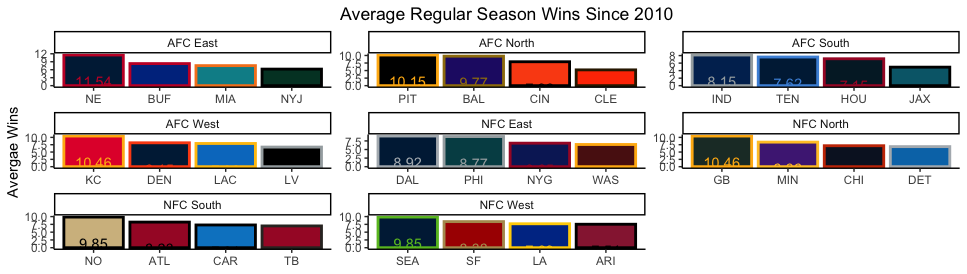 Average Regular Season Wins Since 2010
Avergae Wins
AFC East
12
0
11.54
NE BUF MIA NYJ
AFC North
10.0
7.5
5.0
2.5
0.0
10.15 9.77
PIT BAL CIN CLE
AFC South
8
6
4
2
0
8.15 7.62 7.15
IND TEN HOU JAX
AFC West
10.0
7.5
5.0
2.5
0.0
10.46
KC DEN LAC LV
NFC East
7.5
5.0
2.5
0.0
8.92 8.77
DAL PHI NYG WAS
NFC North
10.0
7.5
5.0
2.5
0.0
10.46
GB MIN CHI DET
NFC South
10.0
7.5
5.0
2.5
0.0
9.85
NO ATL CAR TB
NFC West
10.0
7.5
5.0
2.5
0.0
9.85
SEA SF LA ARI